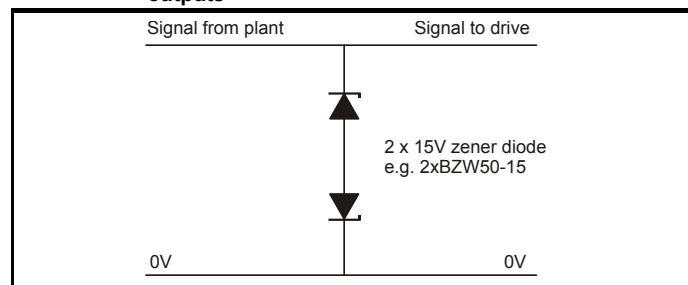 outputs
Signal from plant
Signal to drive
2 x 15V zener diode
e.g. 2xBZW50-15
0V
0V